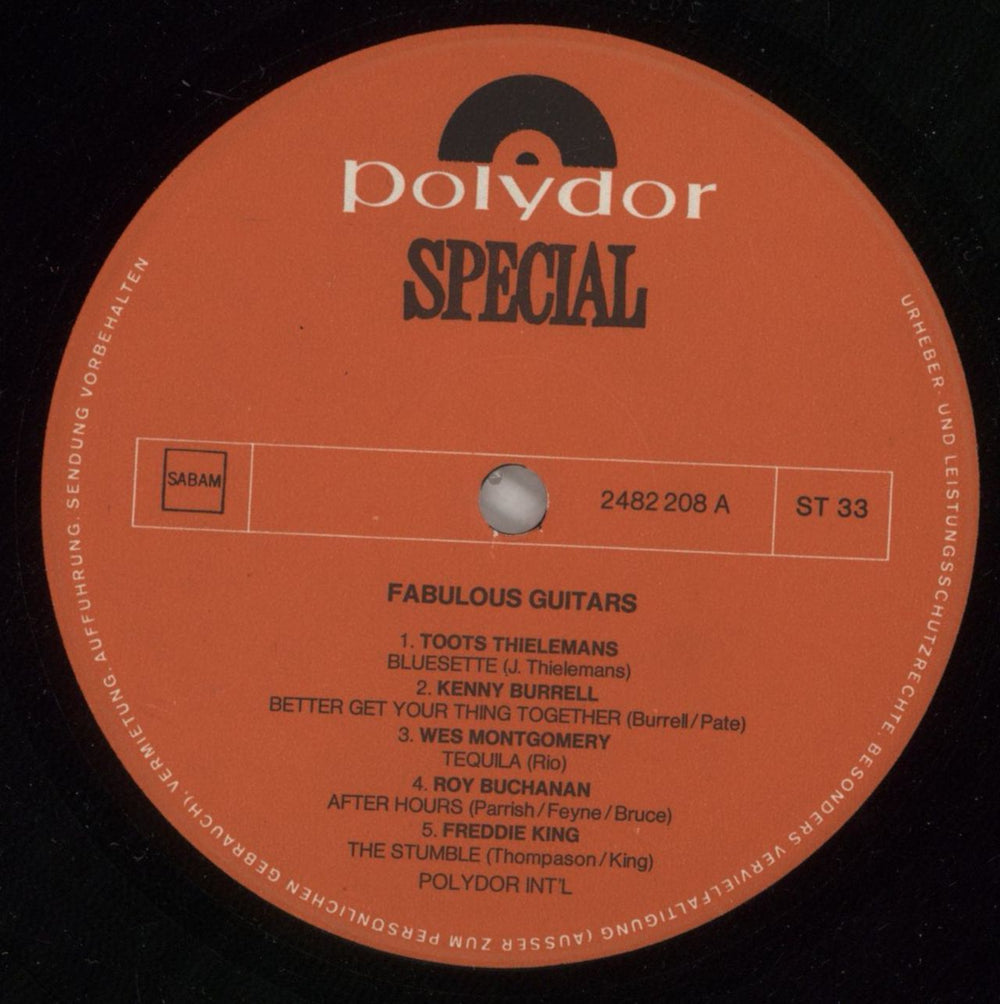 polydor
SPECIAL
SABAM
2482 208 A
ST 33
FABULOUS GUITARS
1. TOOTS THIELEMANS
BLUESETTE (J. Thielemans)
2. KENNY BURRELL
BETTER GET YOUR THING TOGETHER (Burrell/Pate)
3. WES MONTGOMERY
TEQUILA (Rio)
4. ROY BUCHANAN
AFTER HOURS (Parrish/Feyne/Bruce)
5. FREDDIE KING
THE STUMBLE (Thompason/King)
POLYDOR INT'L
URHEBER- UND LEISTUNGSSCHUTZRECHTE, BESONDERS VERVIELFÄLTIGUNG (AUSSER ZUM PERSÖNLICHEN GEBRAUCH), VERMIETUNG, AUFFÜHRUNG, SENDUNG VORBEHALTEN